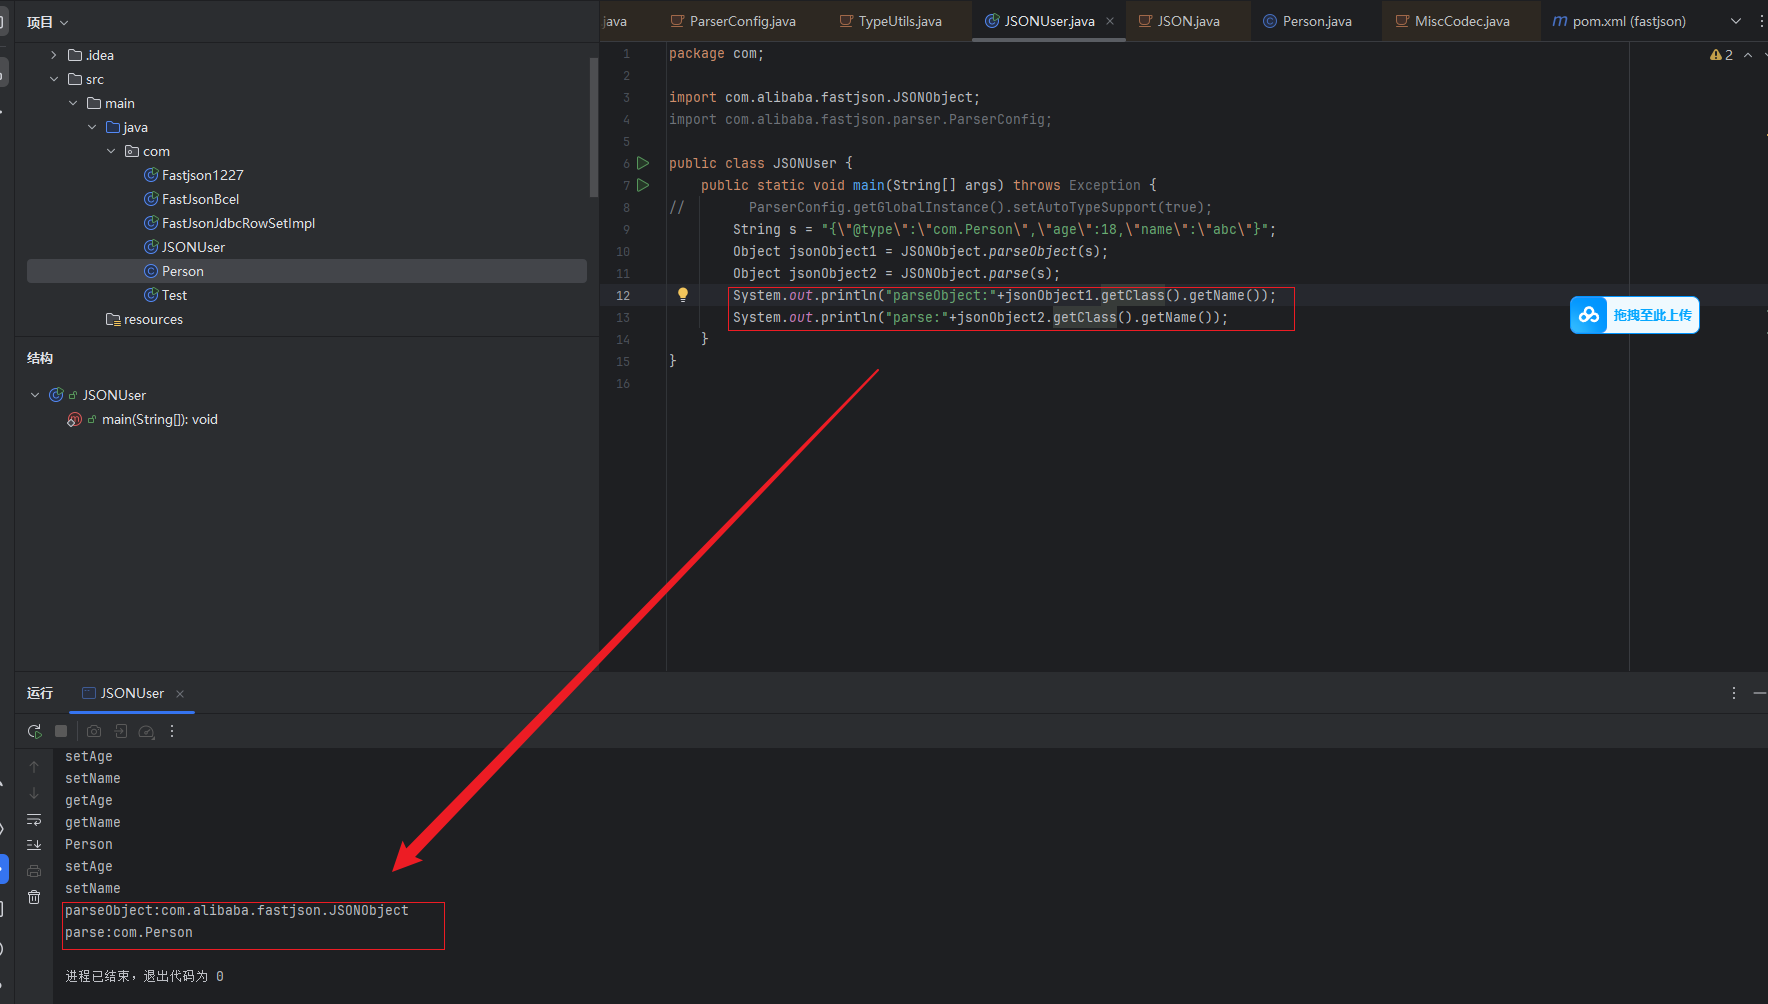 项目
java
ParserConfig.java
TypeUtils.java
JSONUser.java
JSON.java
Person.java
MiscCodec.java
pom.xml (fastjson)
.idea
src
main
java
com
Fastjson1227
FastJsonBcel
FastJsonJdbcRowSetImpl
JSONUser
Person
Test
resources
结构
JSONUser
main(String[]): void
2
1 package com;
2
3 import com.alibaba.fastjson.JSONObject;
4 import com.alibaba.fastjson.parser.ParserConfig;
5
6 public class JSONUser {
7 public static void main(String[] args) throws Exception {
8 // ParserConfig.getGlobalInstance().setAutoTypeSupport(true);
9 String s = "{\"@type\":\"com.Person\",\"age\":18,\"name\":\"abc\"}";
10 Object jsonObject1 = JSONObject.parseObject(s);
11 Object jsonObject2 = JSONObject.parse(s);
12 System.out.println("parseObject:"+jsonObject1.getClass().getName());
13 System.out.println("parse:"+jsonObject2.getClass().getName());
14 }
15 }
16
拖拽至此上传
运行
JSONUser
setAge
setName
getAge
getName
Person
setAge
setName
parseObject:com.alibaba.fastjson.JSONObject
parse:com.Person
进程已结束，退出代码为 0